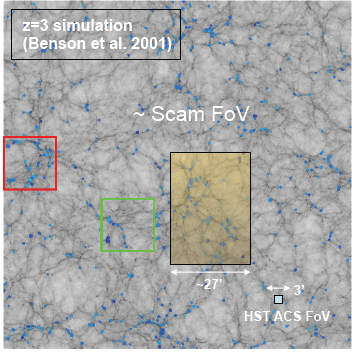 z=3 simulation
(Benson et al. 2001)
~ Scam FoV
~27'
3'
HST ACS FoV